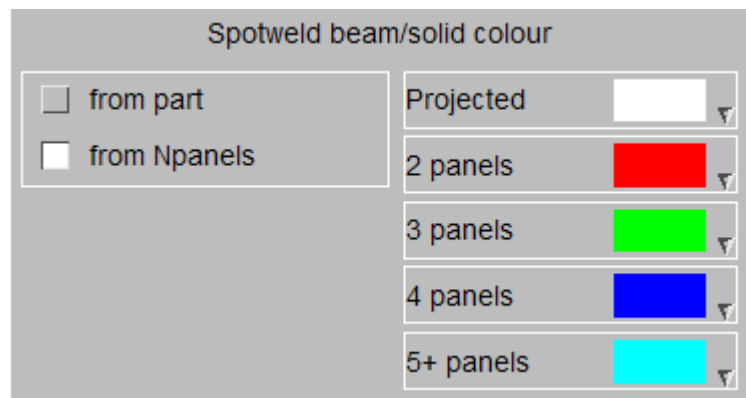 Spotweld beam/solid colour
from part
from Npanels
Projected
2 panels
3 panels
4 panels
5+ panels